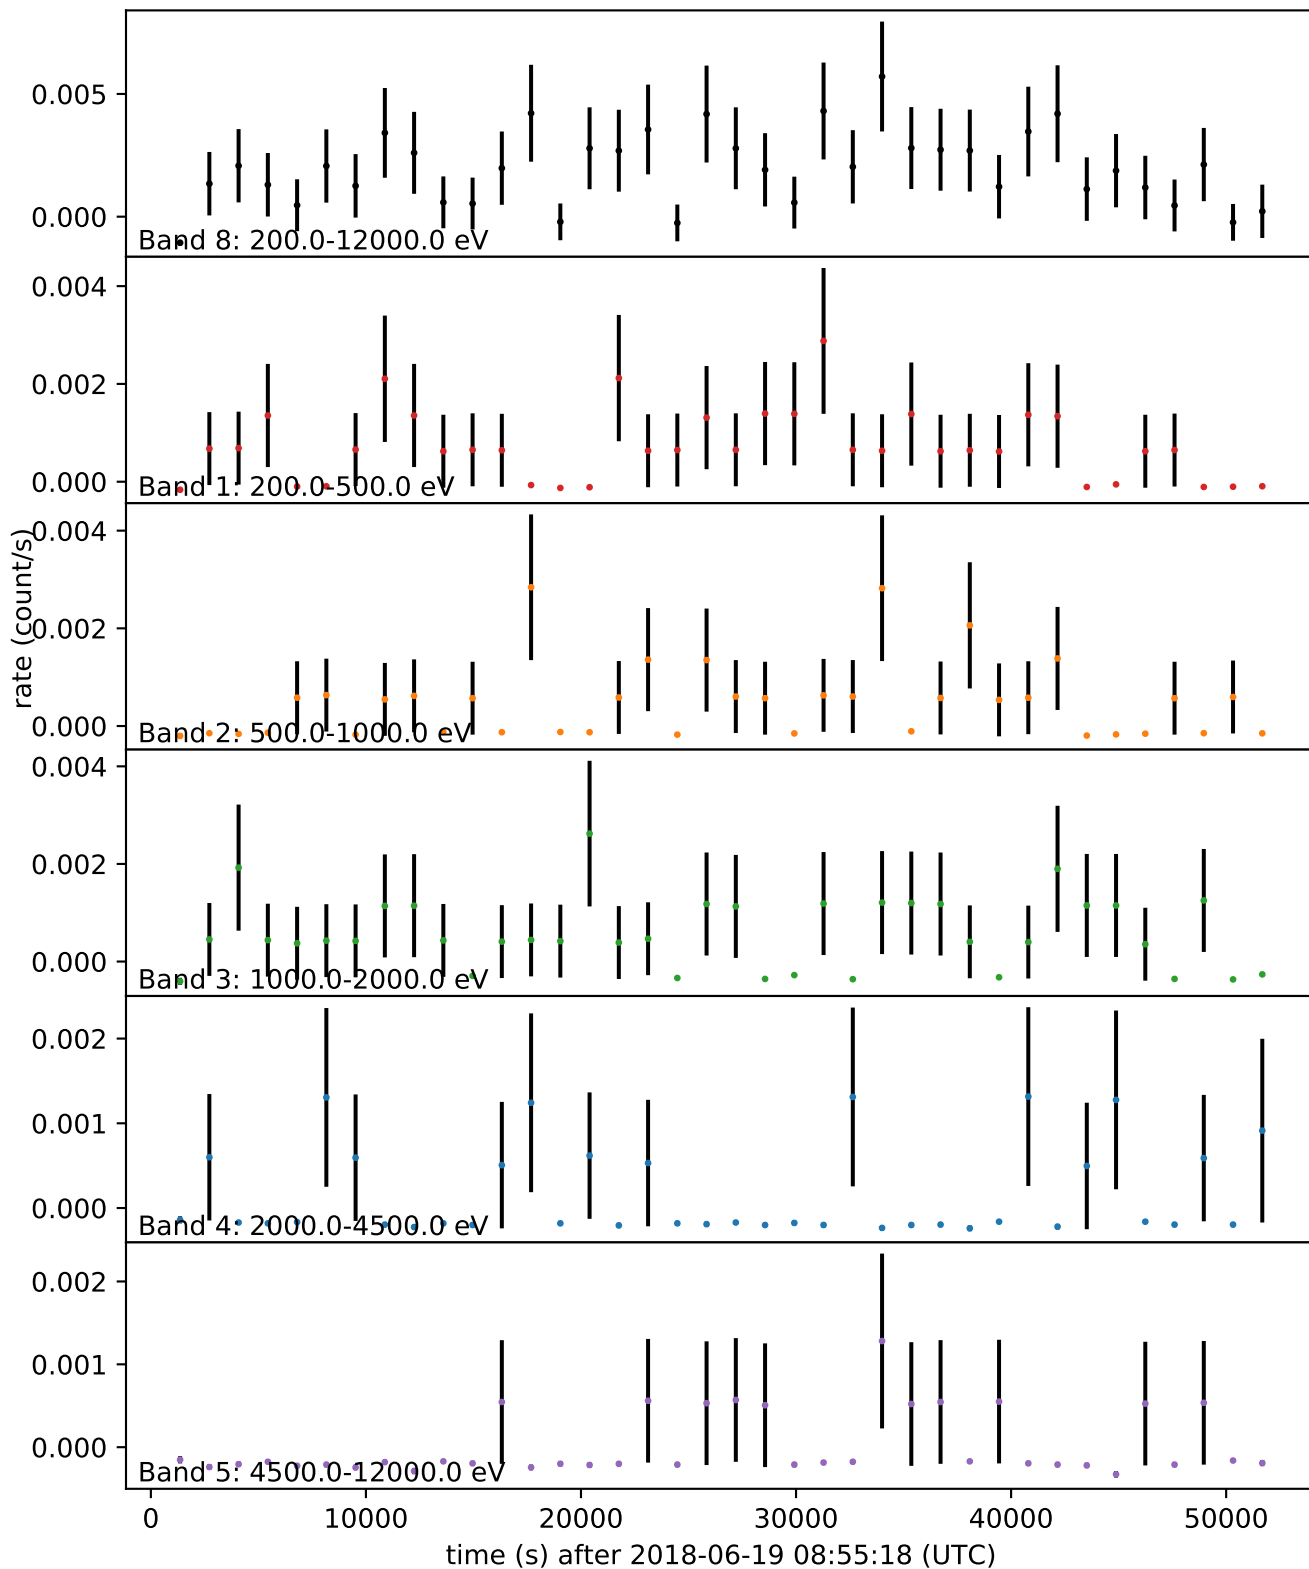 0.005
0.000
Band 8: 200.0-12000.0 eV
0.004
0.002
0.000
Band 1: 200.0-500.0 eV
rate (count/s)
0.004
0.002
0.000
Band 2: 500.0-1000.0 eV
0.004
0.002
0.000
Band 3: 1000.0-2000.0 eV
0.002
0.001
0.000
Band 4: 2000.0-4500.0 eV
0.002
0.001
0.000
Band 5: 4500.0-12000.0 eV
0 10000 20000 30000 40000 50000
time (s) after 2018-06-19 08:55:18 (UTC)